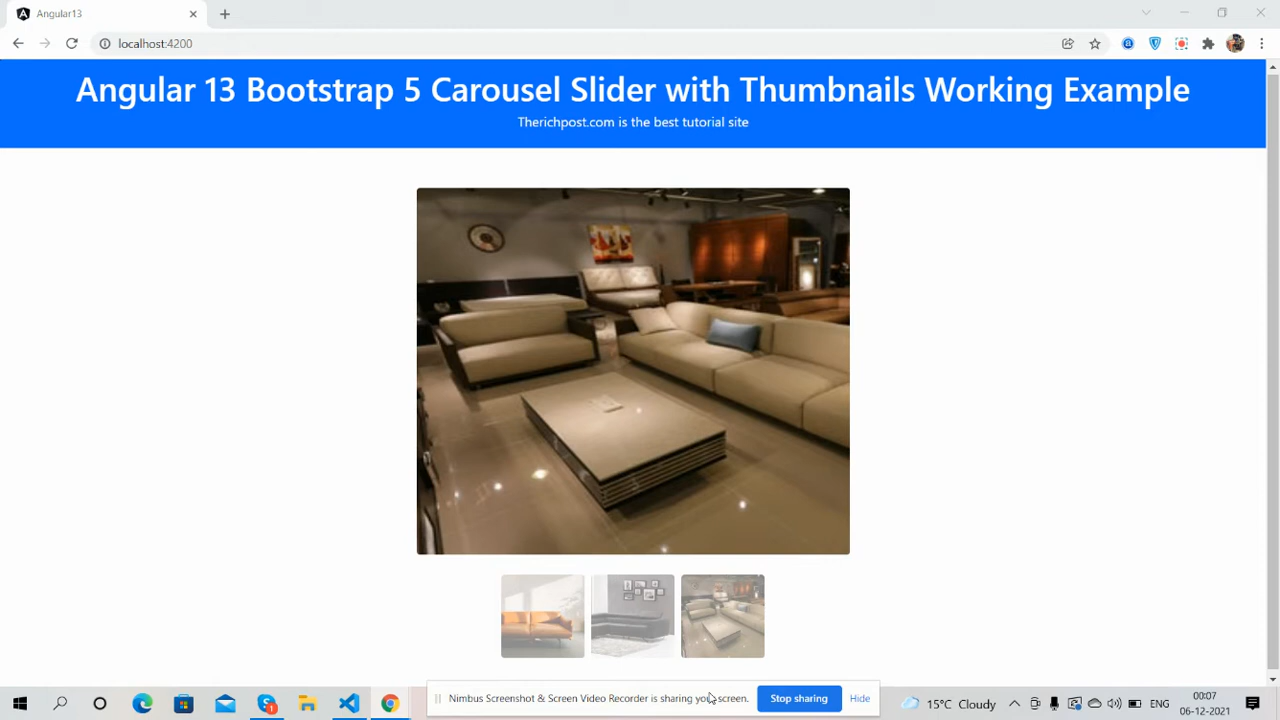 Angular13
localhost:4200
Angular 13 Bootstrap 5 Carousel Slider with Thumbnails Working Example
Therichpost.com is the best tutorial site
Nimbus Screenshot & Screen Video Recorder is sharing your screen.
Stop sharing
Hide
15°C Cloudy
ENG
00:07
06-12-2021